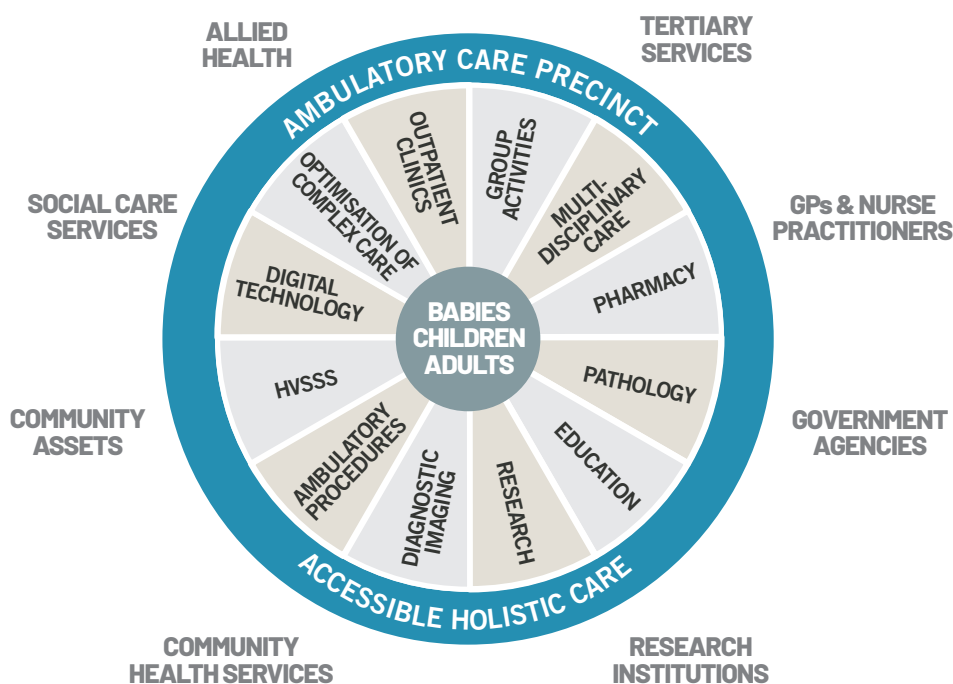 ALLIED
HEALTH
TERTIARY
SERVICES
AMBULATORY CARE PRECINCT
SOCIAL CARE
SERVICES
GPs & NURSE
PRACTITIONERS
OUTPATIENT
CLINICS
GROUP
ACTIVITIES
MULTI-
DISCIPLINARY
CARE
PHARMACY
PATHOLOGY
EDUCATION
RESEARCH
DIAGNOSTIC
IMAGING
AMBULATORY
PROCEDURES
HVSSS
DIGITAL
TECHNOLOGY
OPTIMISATION OF
COMPLEX CARE
BABIES
CHILDREN
ADULTS
COMMUNITY
ASSETS
GOVERNMENT
AGENCIES
ACCESSIBLE HOLISTIC CARE
COMMUNITY
HEALTH SERVICES
RESEARCH
INSTITUTIONS